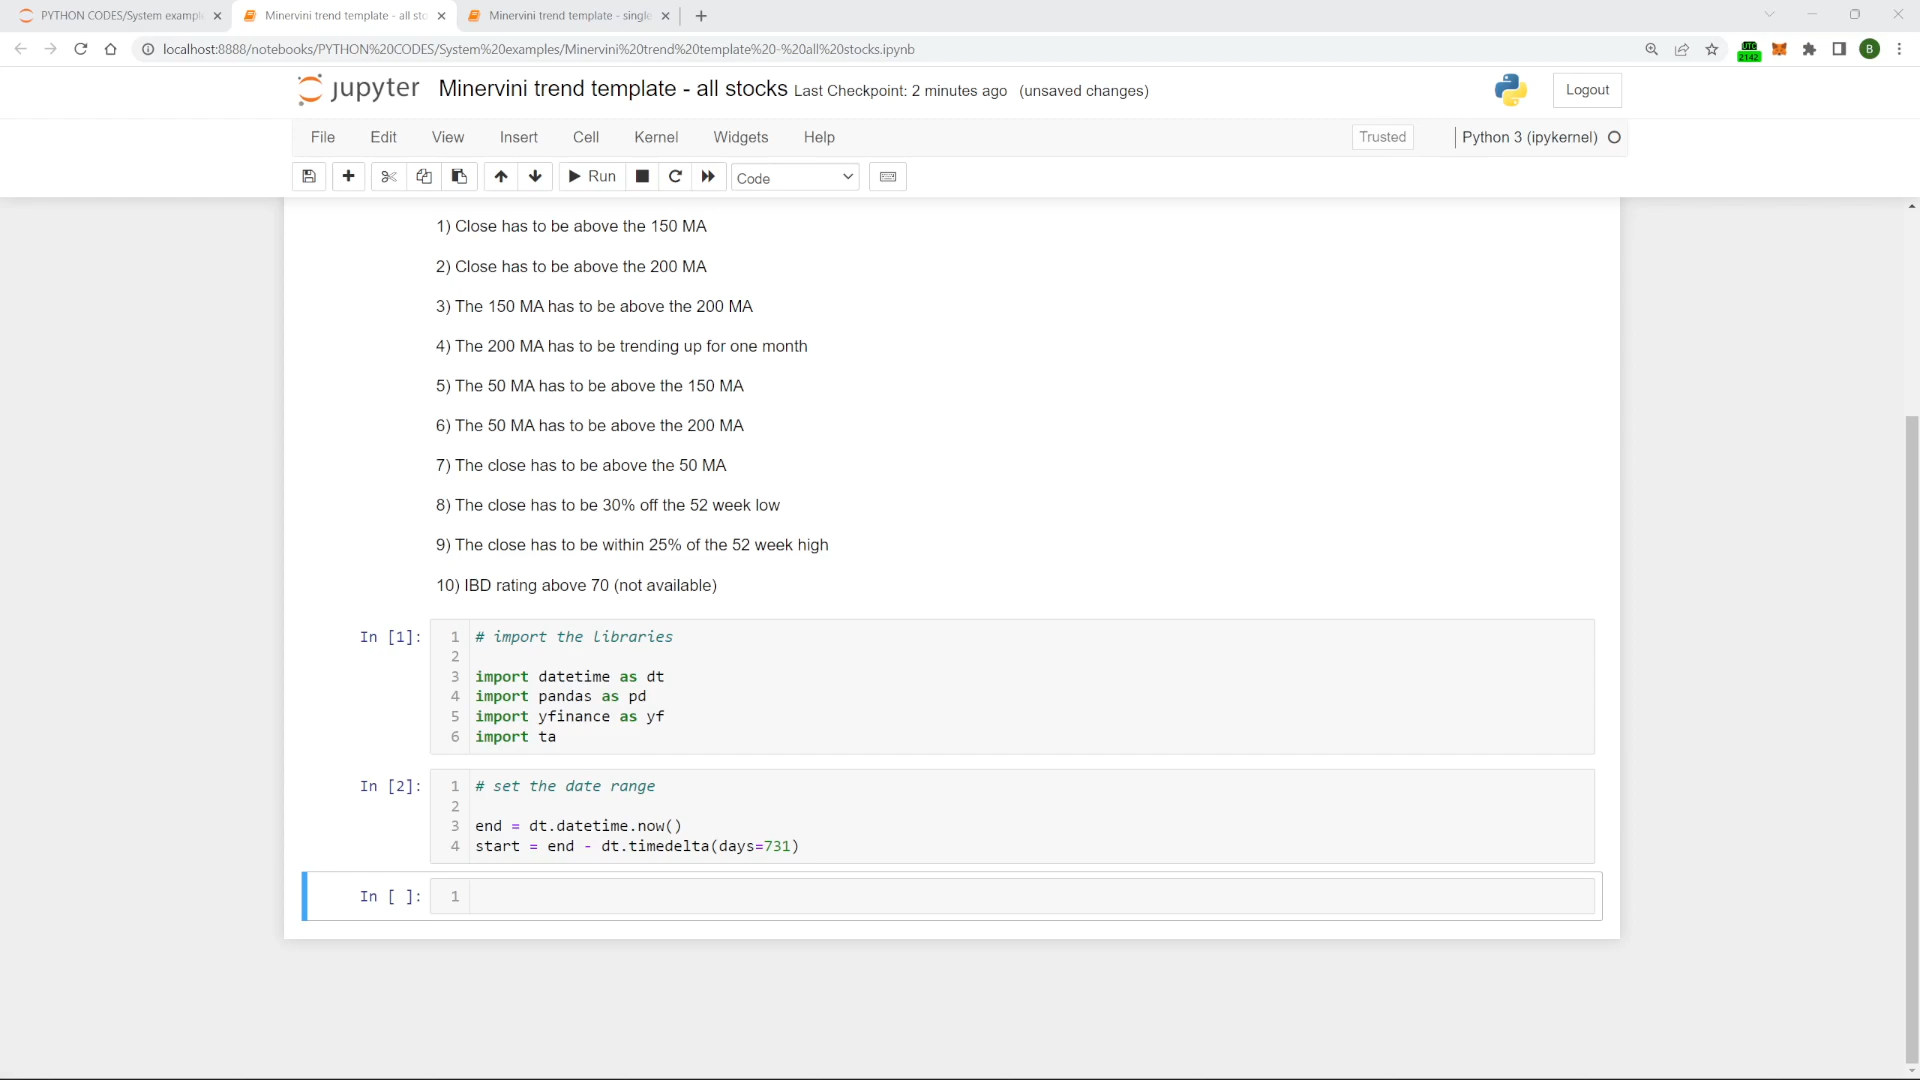 PYTHON CODES/System exampl
Minervini trend template - all sto
Minervini trend template - single
localhost:8888/notebooks/PYTHON%20CODES/System%20examples/Minervini%20trend%20template%20-%20all%20stocks.ipynb
UTC
2142
B
jupyter Minervini trend template - all stocks Last Checkpoint: 2 minutes ago (unsaved changes)
Logout
File Edit View Insert Cell Kernel Widgets Help
Trusted
Python 3 (ipykernel)
Run
Code
1) Close has to be above the 150 MA
2) Close has to be above the 200 MA
3) The 150 MA has to be above the 200 MA
4) The 200 MA has to be trending up for one month
5) The 50 MA has to be above the 150 MA
6) The 50 MA has to be above the 200 MA
7) The close has to be above the 50 MA
8) The close has to be 30% off the 52 week low
9) The close has to be within 25% of the 52 week high
10) IBD rating above 70 (not available)
In [1]: 1 # import the libraries
2
3 import datetime as dt
4 import pandas as pd
5 import yfinance as yf
6 import ta
In [2]: 1 # set the date range
2
3 end = dt.datetime.now()
4 start = end - dt.timedelta(days=731)
In [ ]: 1